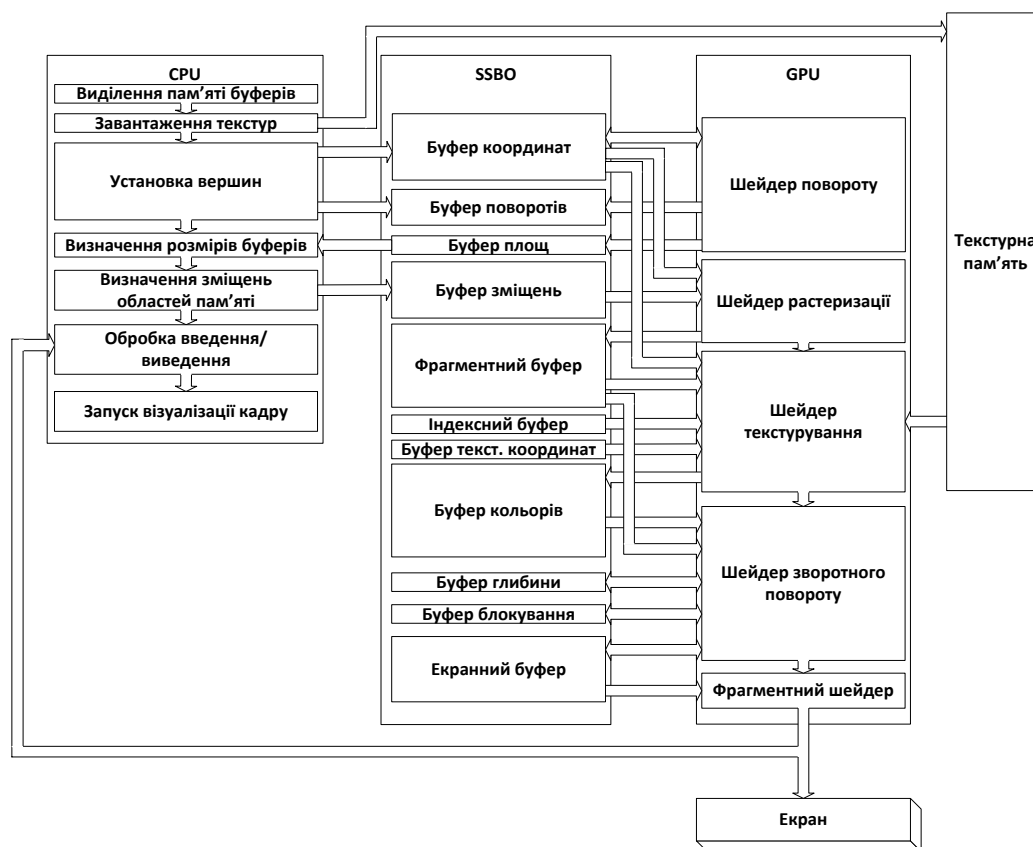 CPU
Виділення пам’яті буферів
Завантаження текстур
Установка вершин
Визначення розмірів буферів
Визначення зміщень
областей пам’яті
Обробка введення/
виведення
Запуск візуалізації кадру
SSBO
Буфер координат
Буфер поворотів
Буфер площ
Буфер зміщень
Фрагментний буфер
Індексний буфер
Буфер текст. координат
Буфер кольорів
Буфер глибини
Буфер блокування
Екранний буфер
GPU
Шейдер повороту
Шейдер растеризації
Шейдер
текстурування
Шейдер зворотного
повороту
Фрагментний шейдер
Текстурна
пам’ять
Екран